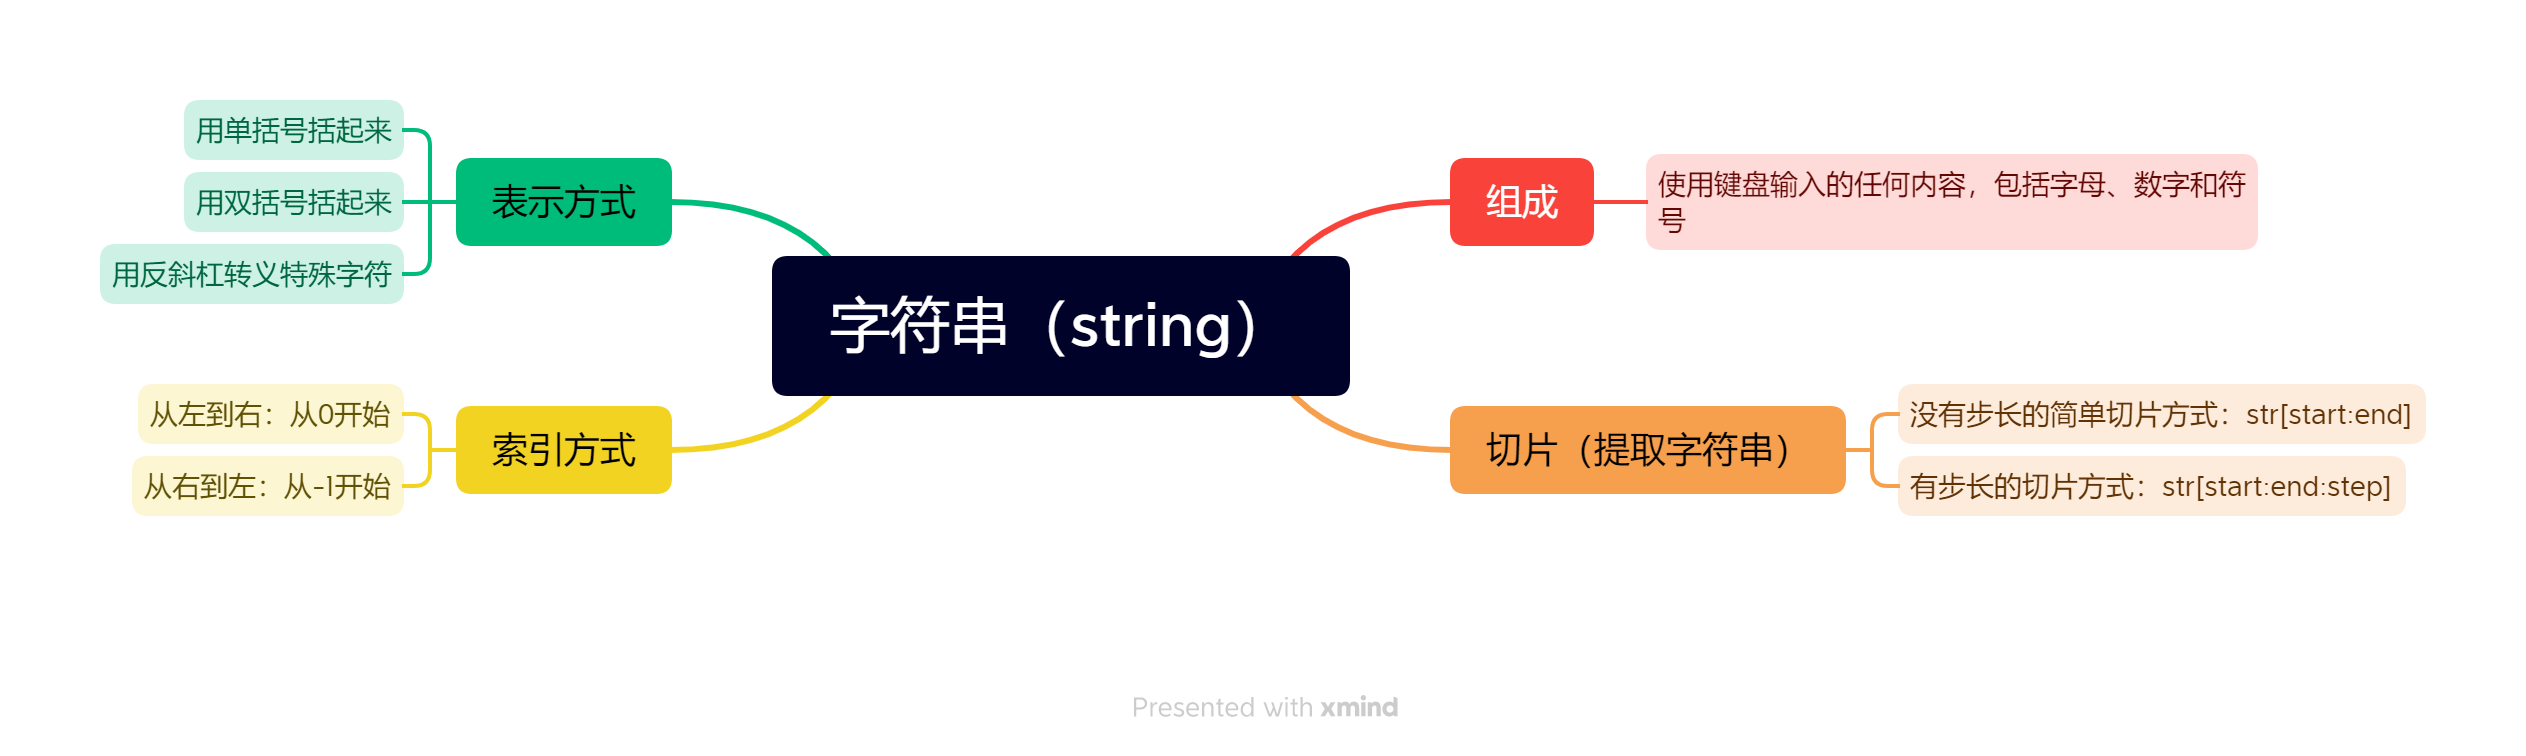 字符串（string）
表示方式
用单括号括起来
用双括号括起来
用反斜杠转义特殊字符
索引方式
从左到右：从0开始
从右到左：从-1开始
组成
使用键盘输入的任何内容，包括字母、数字和符
号
切片（提取字符串）
没有步长的简单切片方式：str[start:end]
有步长的切片方式：str[start:end:step]
Presented with xmind